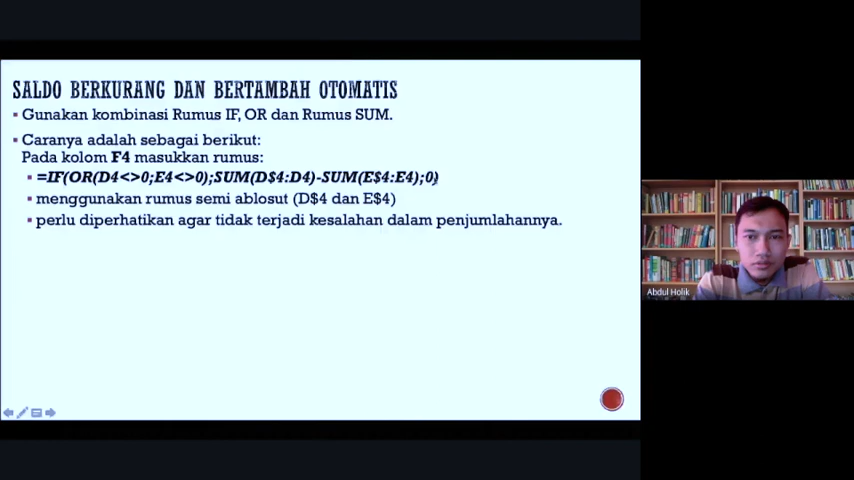 SALDO BERKURANG DAN BERTAMBAH OTOMATIS
▪ Gunakan kombinasi Rumus IF, OR dan Rumus SUM.
▪ Caranya adalah sebagai berikut:
Pada kolom F4 masukkan rumus:
▪ =IF(OR(D4<>0;E4<>0);SUM(D$4:D4)-SUM(E$4:E4);0)
▪ menggunakan rumus semi ablosut (D$4 dan E$4)
▪ perlu diperhatikan agar tidak terjadi kesalahan dalam penjumlahannya.
Abdul Holik